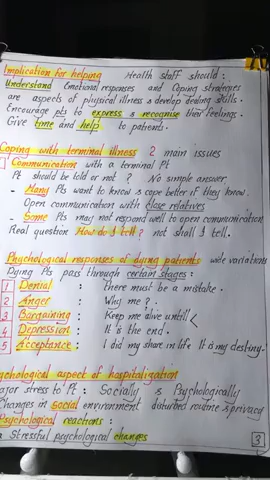 Implication for helping Health staff should :
Understand Emotional responses and Coping strategies
are aspects of physical illness & develop dealing skills.
Encourage pts to express & recognise their feelings.
Give time and help to patients.
Coping with terminal illness 2 main issues
Communication with a terminal Pt
Pt should be told or not ? No simple answer
- Many Pts want to know & cope better if they know.
Open communication with close relatives
- Some Pts may not respond well to open communication
Real question How do I tell ? not shall I tell.
Psychological responses of dying patients wide variations
Dying Pts pass through certain stages :
1 Denial : there must be a mistake.
2 Anger : Why me ?
3 Bargaining : Keep me alive untill <
4 Depression : It is the end.
5 Acceptance : I did my share in life It is my destiny.
Psychological aspect of hospitalization
ajor stress to Pt : Socially & Psychologically
Changes in social environment disturbed routine & privacy
Psychological reactions :
a Stressful psychological changes
3